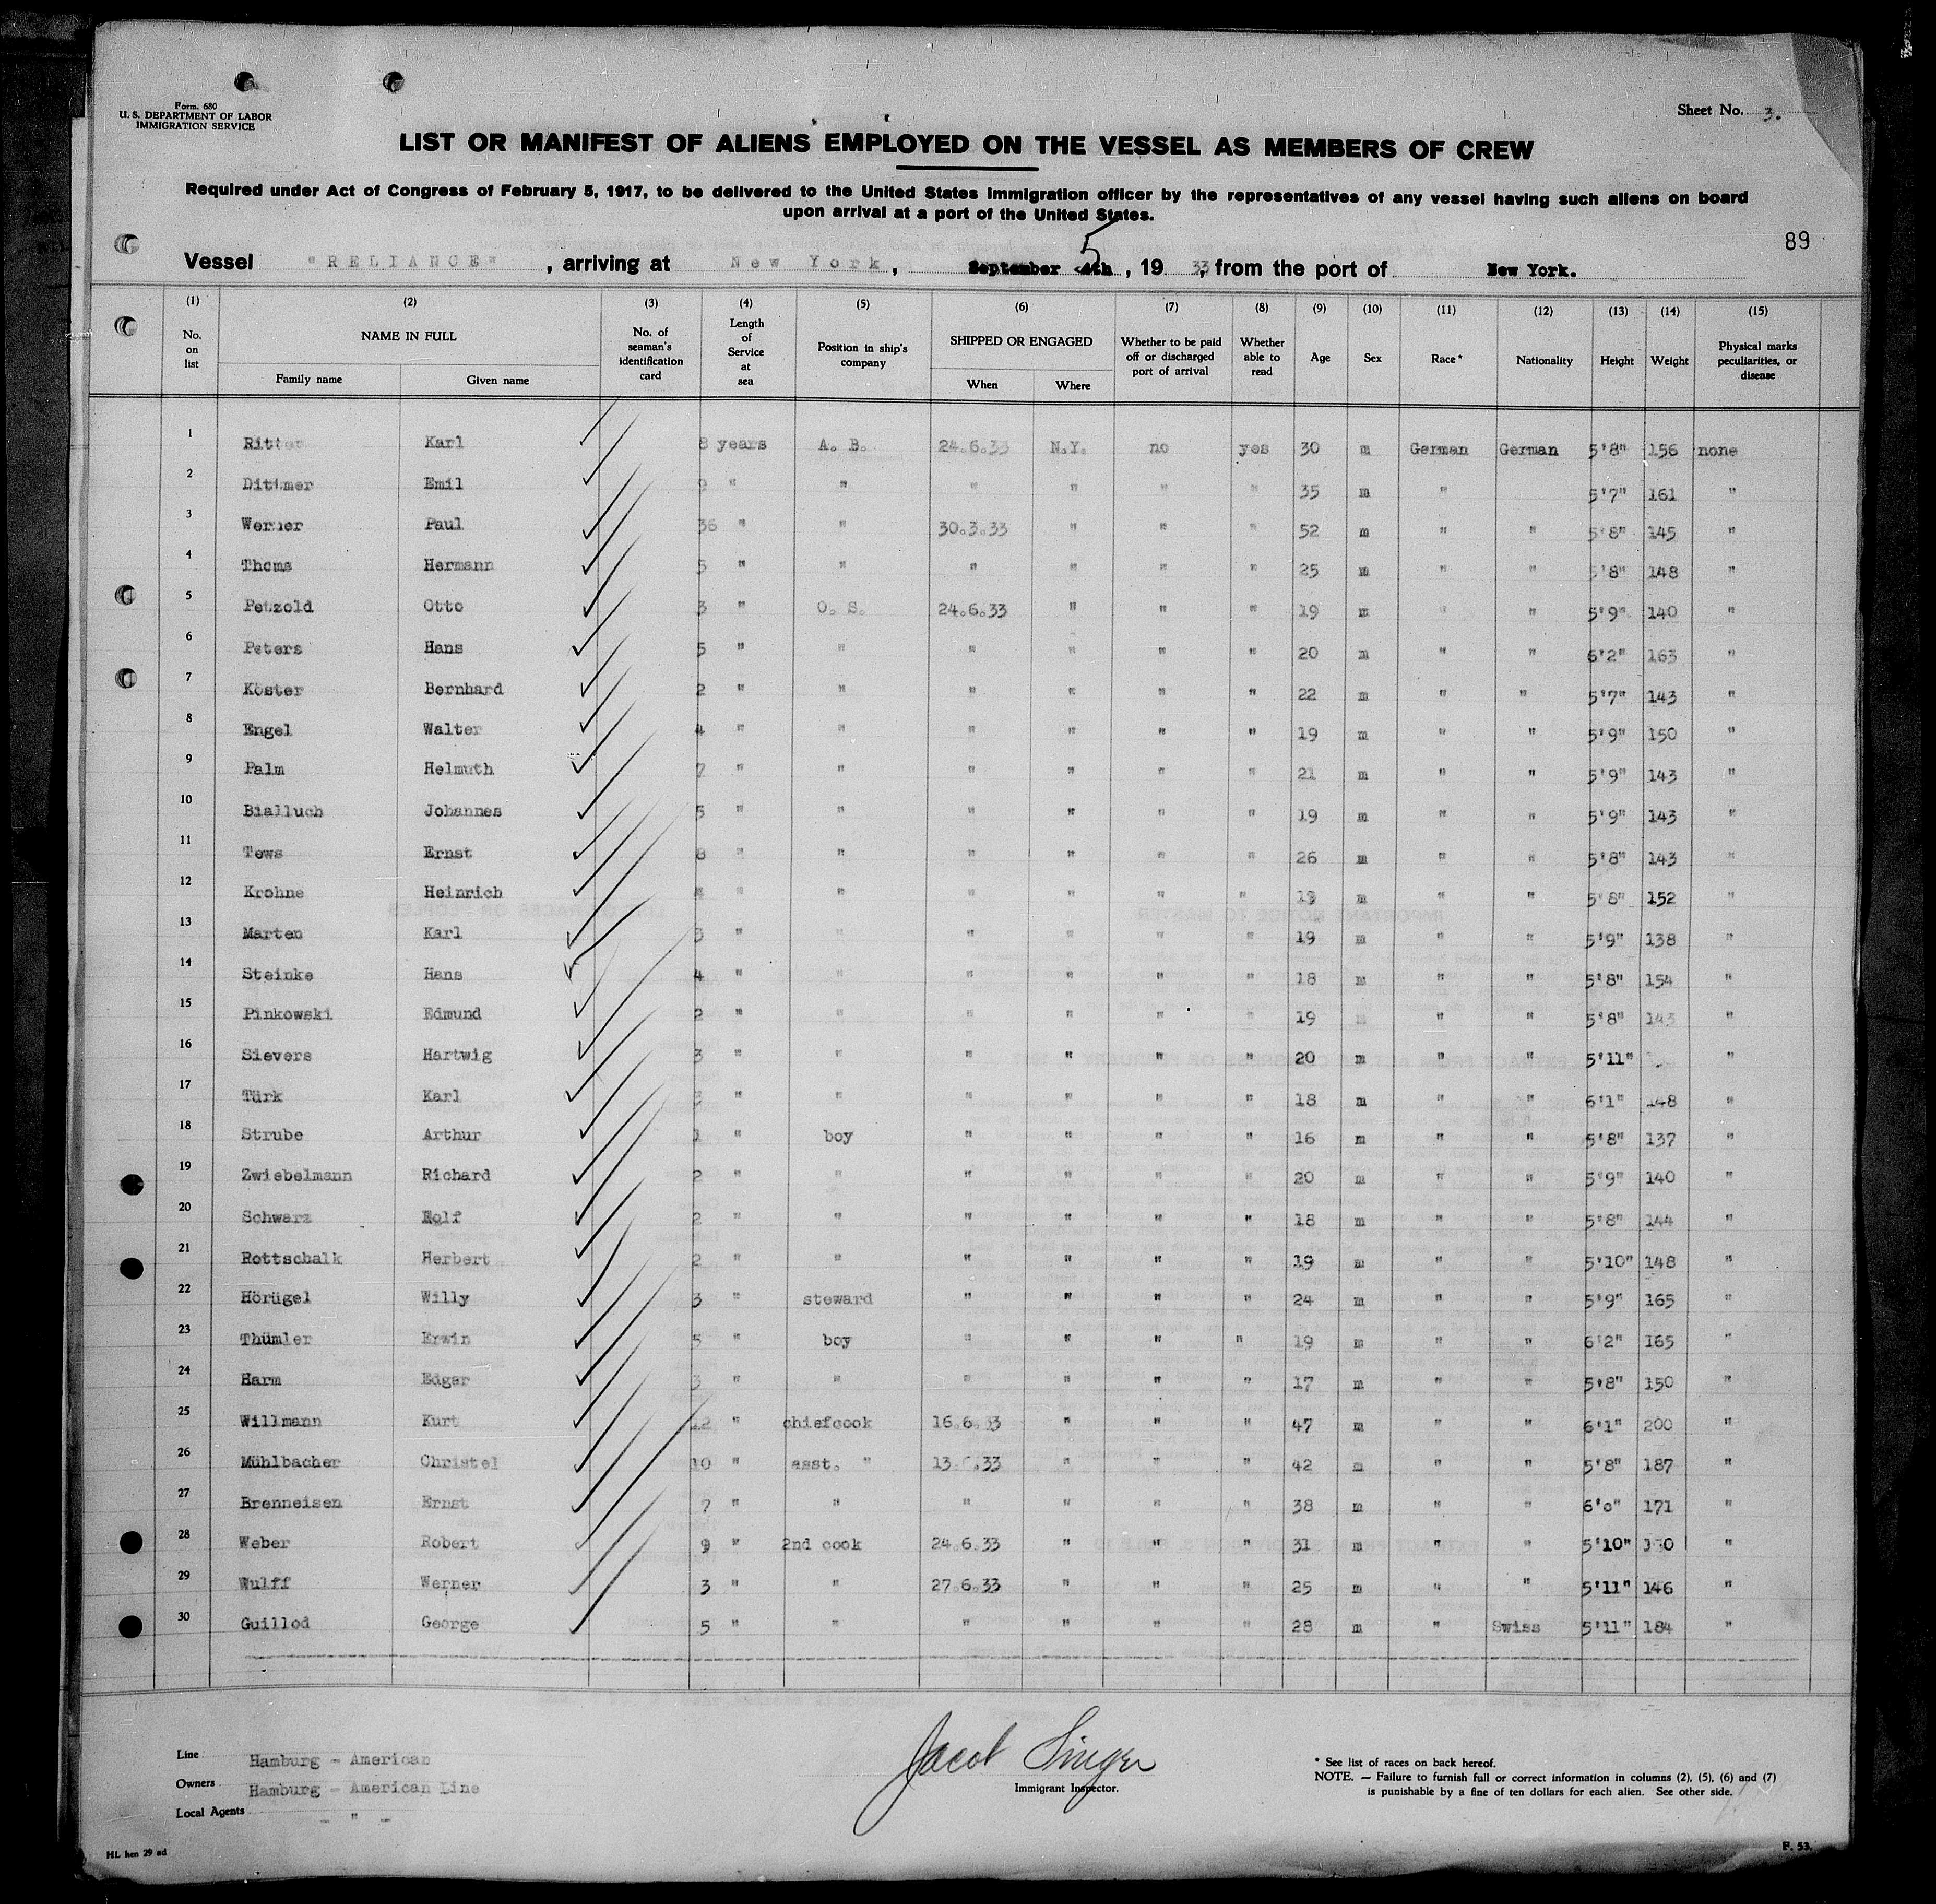 Form. 680
U. S. DEPARTMENT OF LABOR
IMMIGRATION SERVICE
Sheet No. 3.
LIST OR MANIFEST OF ALIENS EMPLOYED ON THE VESSEL AS MEMBERS OF CREW
Required under Act of Congress of February 5, 1917, to be delivered to the United States immigration officer by the representatives of any vessel having such aliens on board
upon arrival at a port of the United States.
89
Vessel "RELIANCE", arriving at New York, September 4th 5, 19 33, from the port of New York.
(1) (2) (3) (4) (5) (6) (7) (8) (9) (10) (11) (12) (13) (14) (15)
No. on list NAME IN FULL Family name Given name No. of seaman's identification card Length of Service at sea Position in ship's company SHIPPED OR ENGAGED When Where Whether to be paid off or discharged port of arrival Whether able to read Age Sex Race* Nationality Height Weight Physical marks peculiarities, or disease
1 Ritter Karl 8 years A. B. 24.6.33 N.Y. no yes 30 m German German 5'8" 156 none
2 Dittmer Emil 9 " " " " " " 35 m " 5'7" 161 "
3 Werner Paul 36 " " 30.3.33 " " " 52 m " " 5'8" 145 "
4 Thoms Hermann 5 " " " " " " 25 m " " 5'8" 148 "
5 Petzold Otto 3 " O. S. 24.6.33 " " " 19 m " " 5'9" 140 "
6 Peters Hans 5 " " " " " " 20 m " " 6'2" 163 "
7 Köster Bernhard 2 " " " " " " 22 m " " 5'7" 143 "
8 Engel Walter 4 " " " " " " 19 m " " 5'9" 150 "
9 Palm Helmuth 7 " " " " " " 21 m " " 5'9" 143 "
10 Bialluch Johannes 5 " " " " " " 19 m " " 5'9" 143 "
11 Tews Ernst 8 " " " " " " 26 m " " 5'8" 143 "
12 Krohne Heinrich " " " " " " 19 m " " 5'8" 152 "
13 Marten Karl 3 " " " " " " 19 m " " 5'9" 138 "
14 Steinke Hans 4 " " " " " " 18 m " " 5'8" 154 "
15 Pinkowski Edmund 2 " " " " " " 19 m " " 5'8" 143 "
16 Sievers Hartwig 3 " " " " " " 20 m " " 5'11" "
17 Türk Karl " " " " " " 18 m " " 6'1" 148 "
18 Strube Arthur 1 " boy " " " " 16 m " " 5'8" 137 "
19 Zwiebelmann Richard 2 " " " " " " 20 m " " 5'9" 140 "
20 Schwarz Rolf 2 " " " " " " 18 m " " 5'8" 144 "
21 Rottschalk Herbert 2 " " " " " " 19 m " " 5'10" 148 "
22 Hörügel Willy 3 " steward " " " " 24 m " " 5'9" 165 "
23 Thümler Erwin 5 " boy " " " " 19 m " " 6'2" 165 "
24 Harm Edgar 3 " " " " " " 17 m " " 5'8" 150 "
25 Willmann Kurt 12 " chiefcook 16.6.33 " " " 47 m " " 6'1" 200 "
26 Mühlbacher Christel 10 " asst. " 13.6.33 " " " 42 m " " 5'8" 187 "
27 Brenneisen Ernst 7 " " " " " " 38 m " " 6'0" 171 "
28 Weber Robert 9 " 2nd cook 24.6.33 " " " 31 m " " 5'10" "
29 Wulff Werner 3 " " 27.6.33 " " " 25 m " " 5'11" 146 "
30 Guillod George 5 " " " " " " 28 m " Swiss 5'11" 184 "
Line Hamburg - American
Owners Hamburg - American Line
Local Agents - " -
Jacob Singer
Immigrant Inspector.
* See list of races on back hereof.
NOTE. — Failure to furnish full or correct information in columns (2), (5), (6) and (7)
is punishable by a fine of ten dollars for each alien. See other side.
HL hen 29 ad
F. 53.